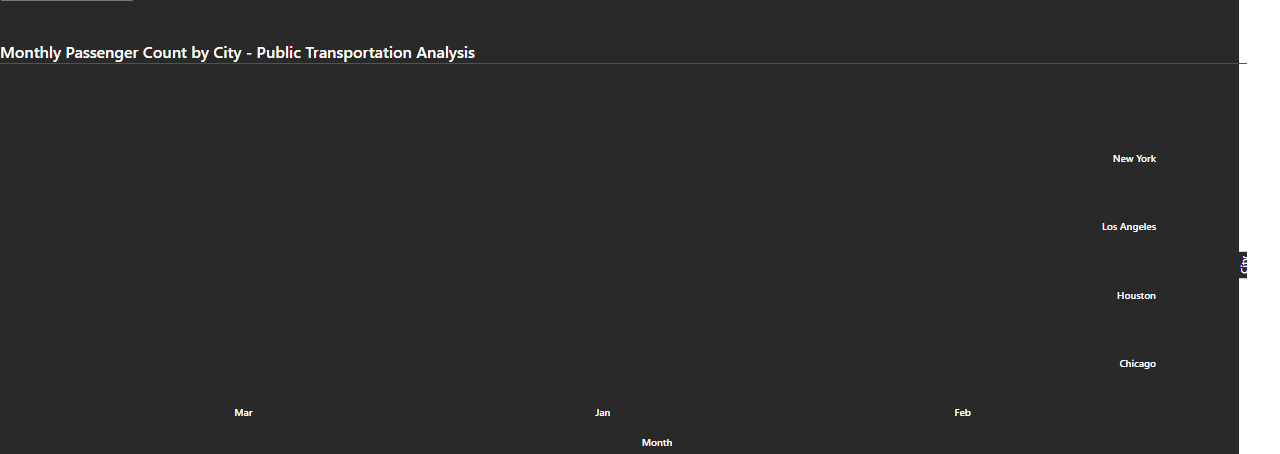 Monthly Passenger Count by City - Public Transportation Analysis
New York
Los Angeles
City
Houston
Chicago
Mar Jan Feb
Month